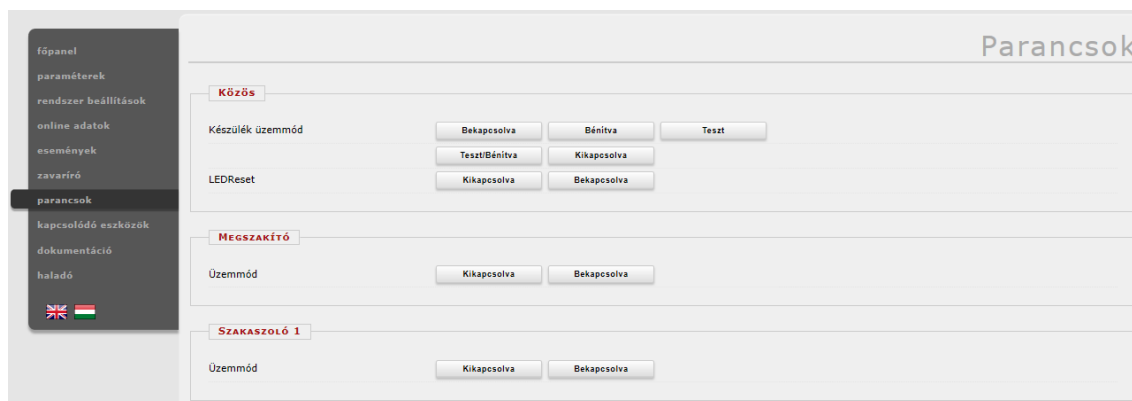 Parancsok
főpanel
paraméterek
rendszer beállítások
online adatok
események
zavaríró
parancsok
kapcsolódó eszközök
dokumentáció
haladó
Közös
Készülék üzemmód
Bekapcsolva
Bénítva
Teszt
Teszt/Bénítva
Kikapcsolva
LEDReset
Kikapcsolva
Bekapcsolva
Megszakító
Üzemmód
Kikapcsolva
Bekapcsolva
Szakaszoló 1
Üzemmód
Kikapcsolva
Bekapcsolva